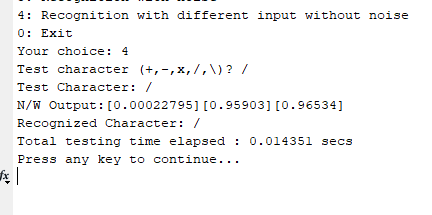 4: Recognition with different input without noise
0: Exit
Your choice: 4
Test character (+,-,x,/,\)? /
Test Character: /
N/W Output:[0.00022795][0.95903][0.96534]
Recognized Character: /
Total testing time elapsed : 0.014351 secs
Press any key to continue...
fx